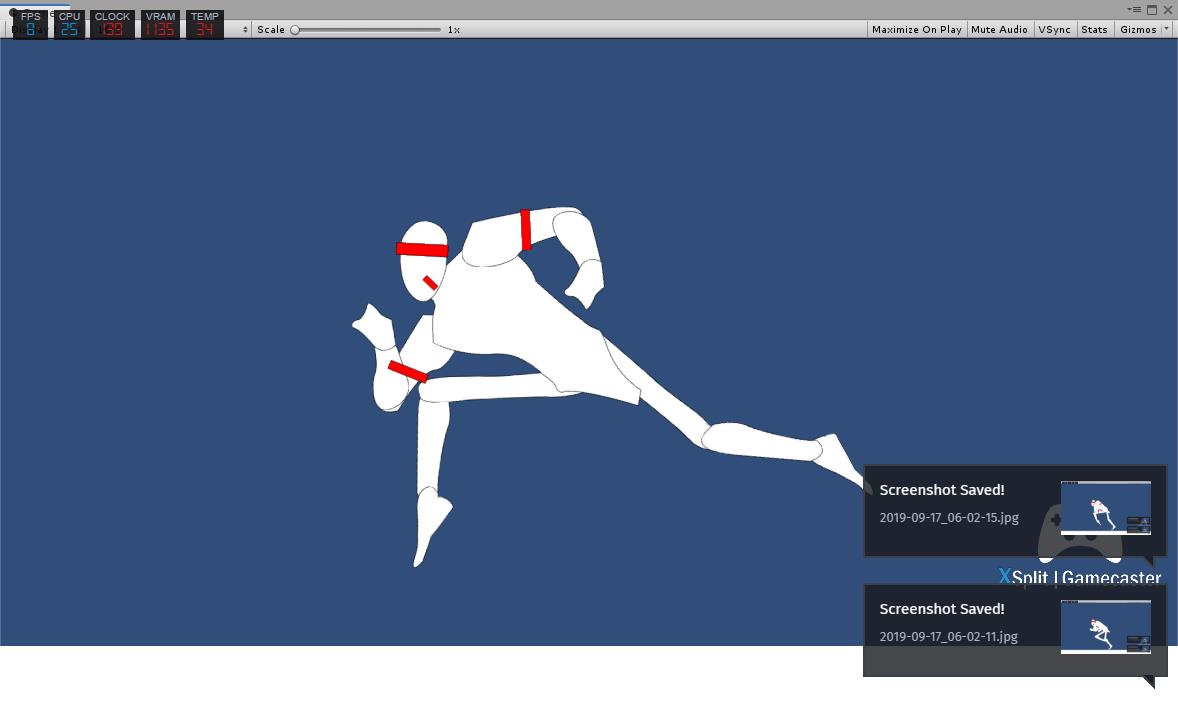 FPS CPU CLOCK VRAM TEMP
8 25 139 1135 34
Scale 1x Maximize On Play Mute Audio VSync Stats Gizmos
Screenshot Saved!
2019-09-17_06-02-15.jpg
XSplit | Gamecaster
Screenshot Saved!
2019-09-17_06-02-11.jpg